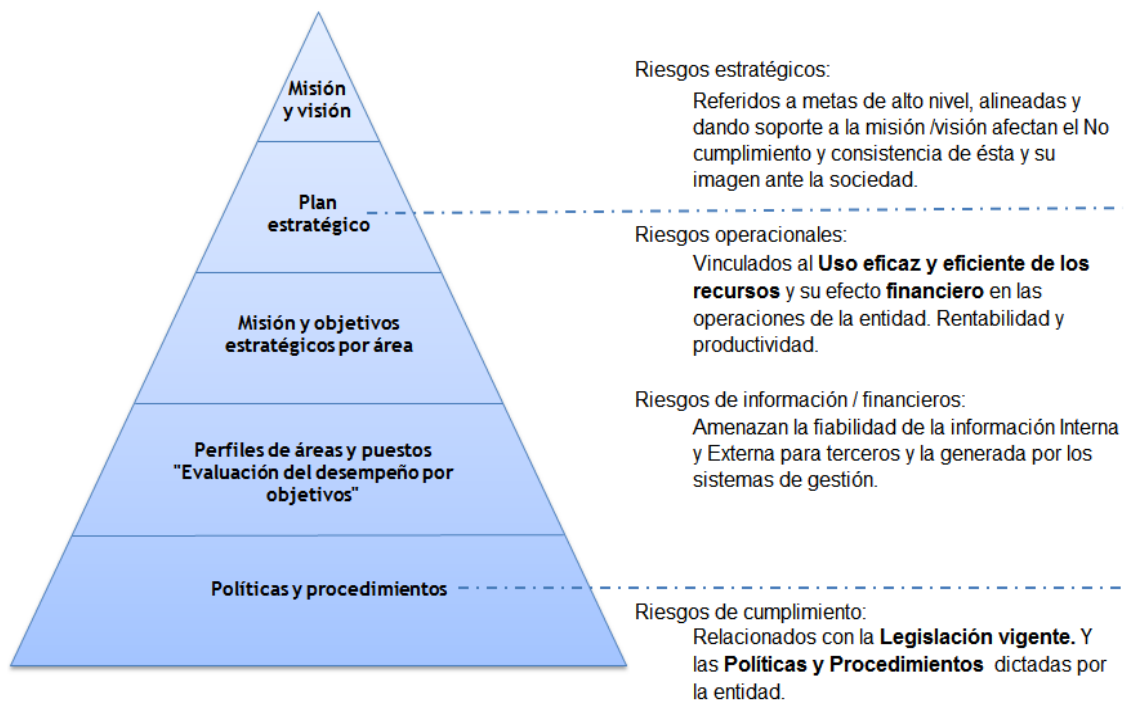 Misión
y visión
Plan
estratégico
Misión y objetivos
estratégicos por área
Perfiles de áreas y puestos
"Evaluación del desempeño por
objetivos"
Políticas y procedimientos
Riesgos estratégicos:
Referidos a metas de alto nivel, alineadas y
dando soporte a la misión /visión afectan el No
cumplimiento y consistencia de ésta y su
imagen ante la sociedad.
Riesgos operacionales:
Vinculados al Uso eficaz y eficiente de los
recursos y su efecto financiero en las
operaciones de la entidad. Rentabilidad y
productividad.
Riesgos de información / financieros:
Amenazan la fiabilidad de la información Interna
y Externa para terceros y la generada por los
sistemas de gestión.
Riesgos de cumplimiento:
Relacionados con la Legislación vigente. Y
las Políticas y Procedimientos dictadas por
la entidad.